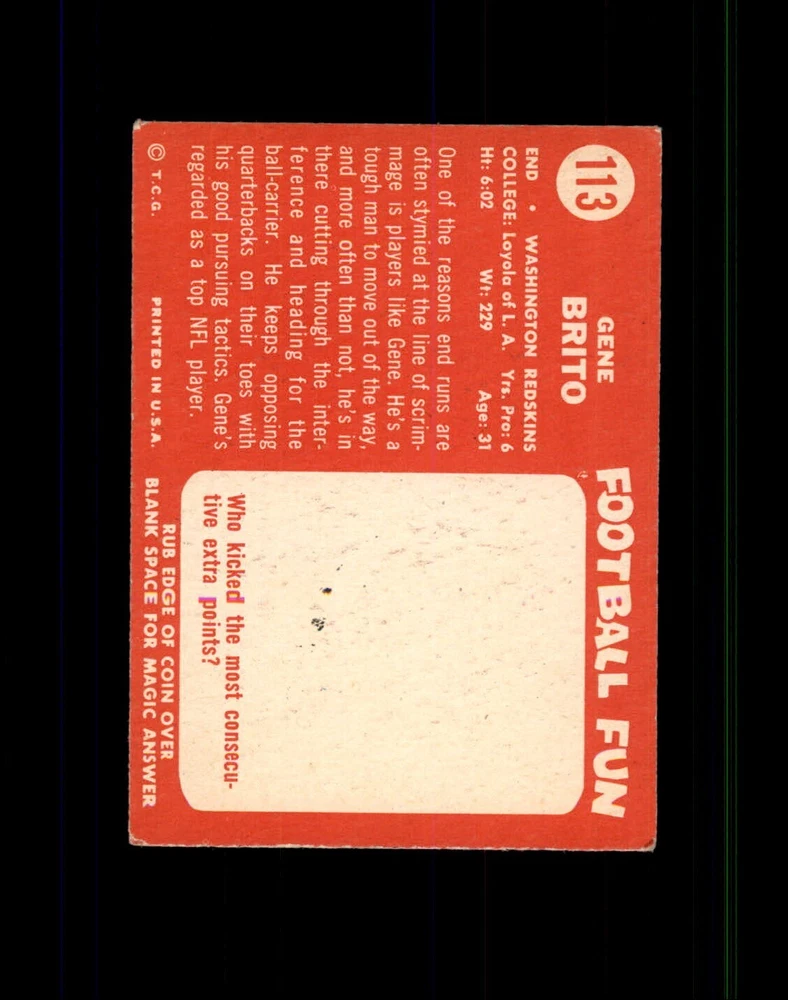 113
GENE
BRITO
END • WASHINGTON REDSKINS
COLLEGE: Loyola of L. A. Yrs. Pro: 6
Ht: 6:02 Wt: 229 Age: 31
One of the reasons end runs are
often stymied at the line of scrim-
mage is players like Gene. He's a
tough man to move out of the way,
and more often than not, he's in
there cutting through the inter-
ference and heading for the
ball-carrier. He keeps opposing
quarterbacks on their toes with
his good pursuing tactics. Gene's
regarded as a top NFL player.
© T.C.G. PRINTED IN U.S.A.
FOOTBALL FUN
Who kicked the most consecu-
tive extra points?
RUB EDGE OF COIN OVER
BLANK SPACE FOR MAGIC ANSWER